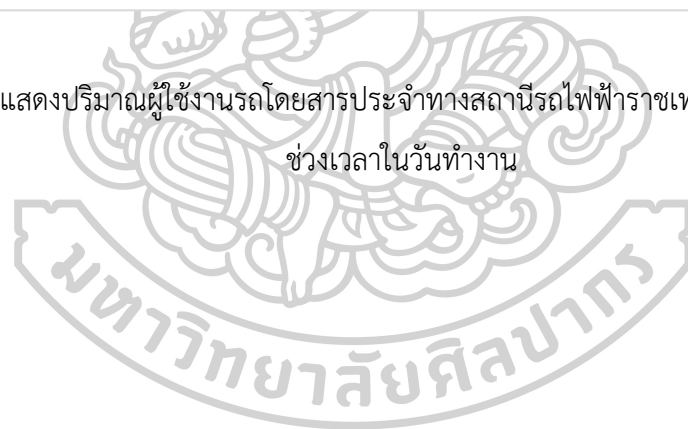 แสดงปริมาณผู้ใช้งานรถโดยสารประจำทางสถานีรถไฟฟ้าราชเท
ช่วงเวลาในวันทำงาน
มหาวิทยาลัยศิลปากร